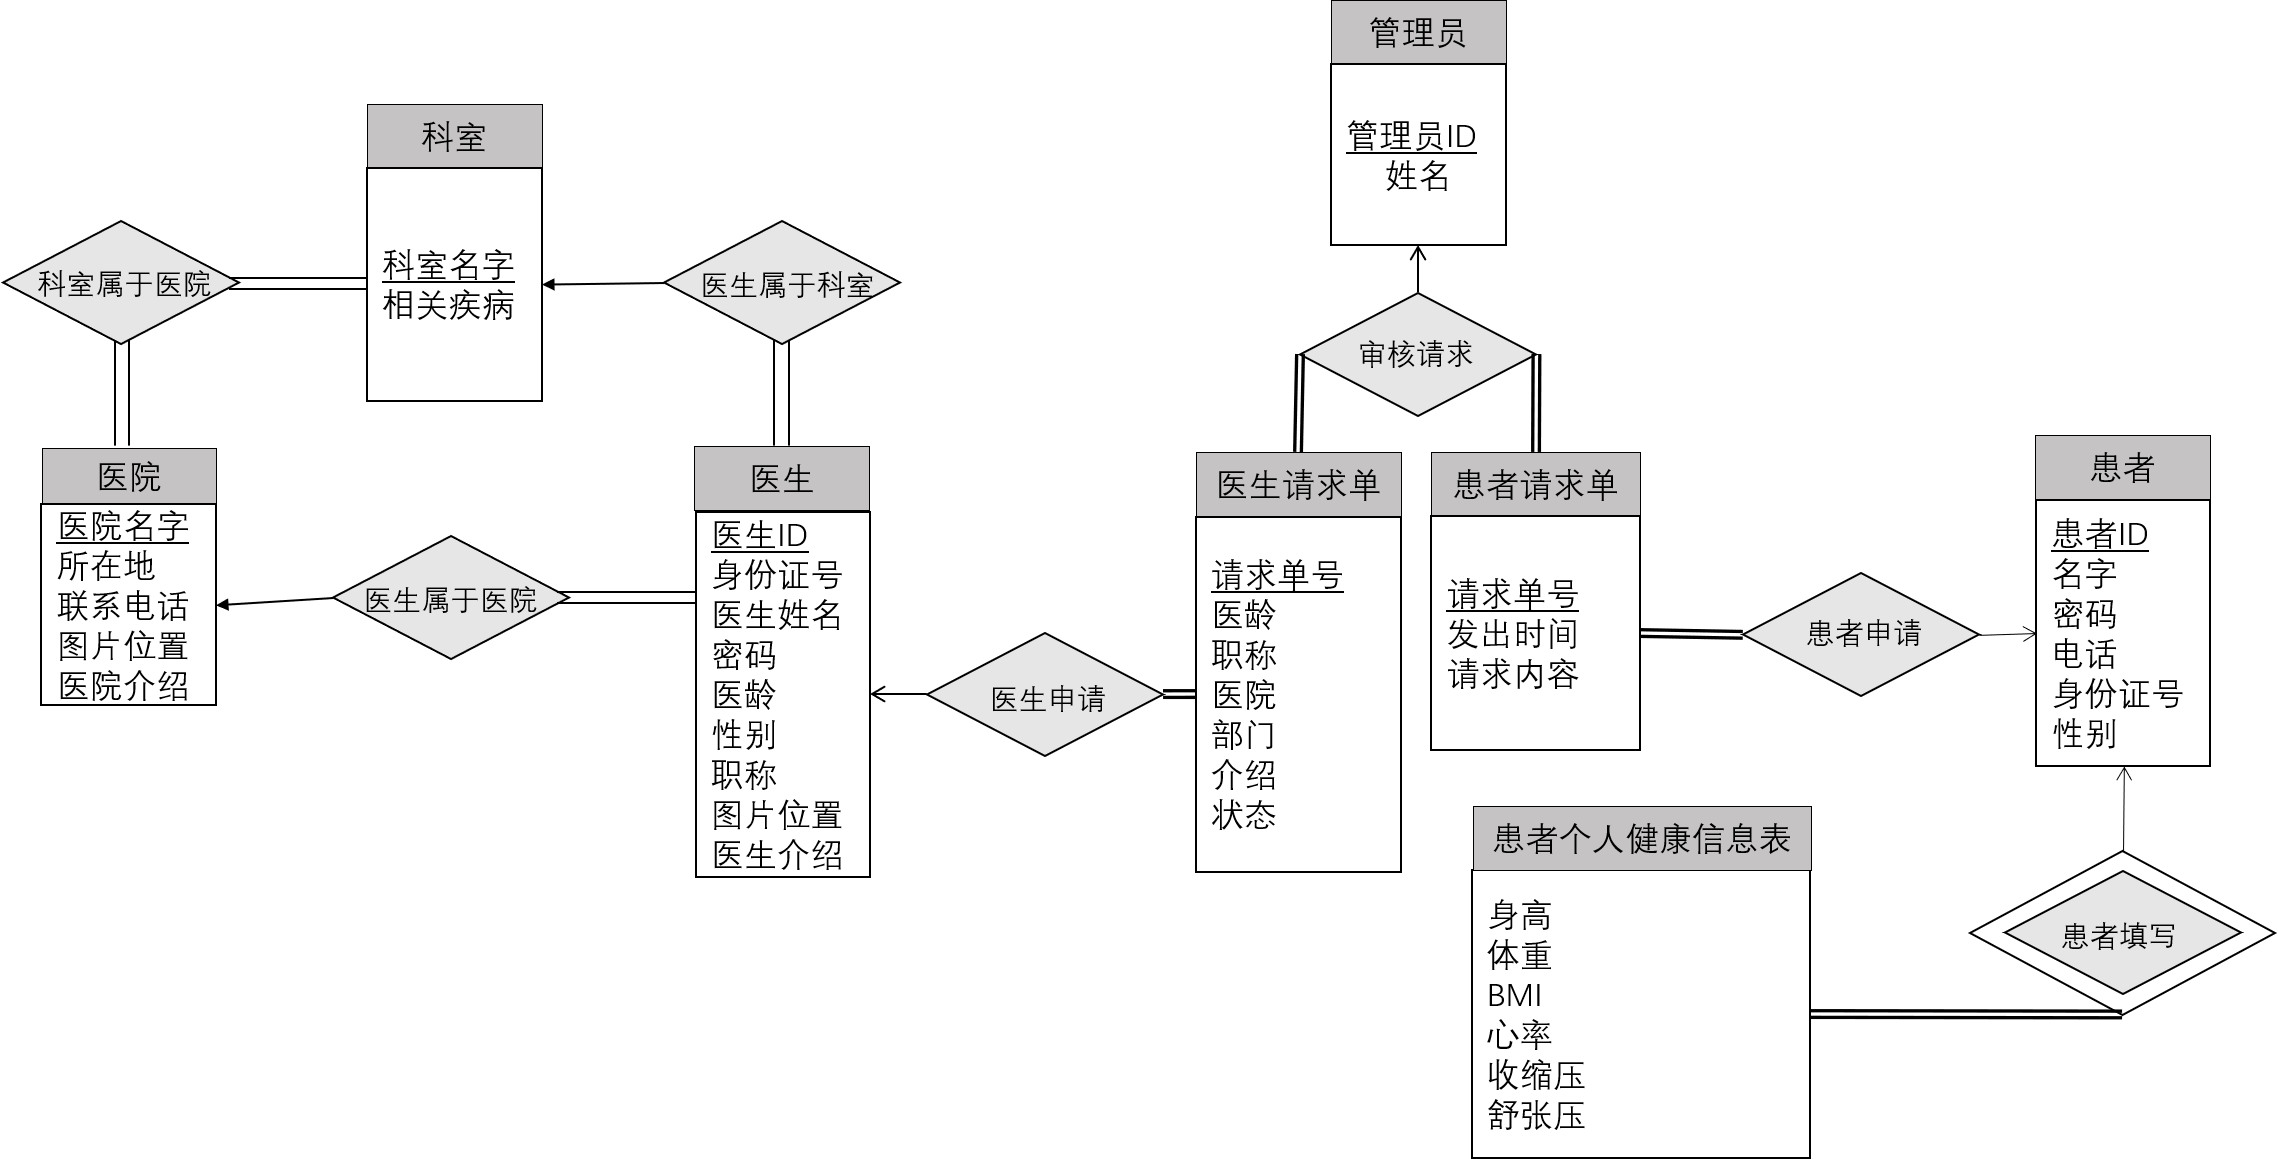 管理员
管理员ID
姓名
科室
科室名字
相关疾病
科室属于医院
医生属于科室
审核请求
医院
医院名字
所在地
联系电话
图片位置
医院介绍
医生属于医院
医生
医生ID
身份证号
医生姓名
密码
医龄
性别
职称
图片位置
医生介绍
医生申请
医生请求单
请求单号
医龄
职称
医院
部门
介绍
状态
患者请求单
请求单号
发出时间
请求内容
患者申请
患者
患者ID
名字
密码
电话
身份证号
性别
患者个人健康信息表
身高
体重
BMI
心率
收缩压
舒张压
患者填写